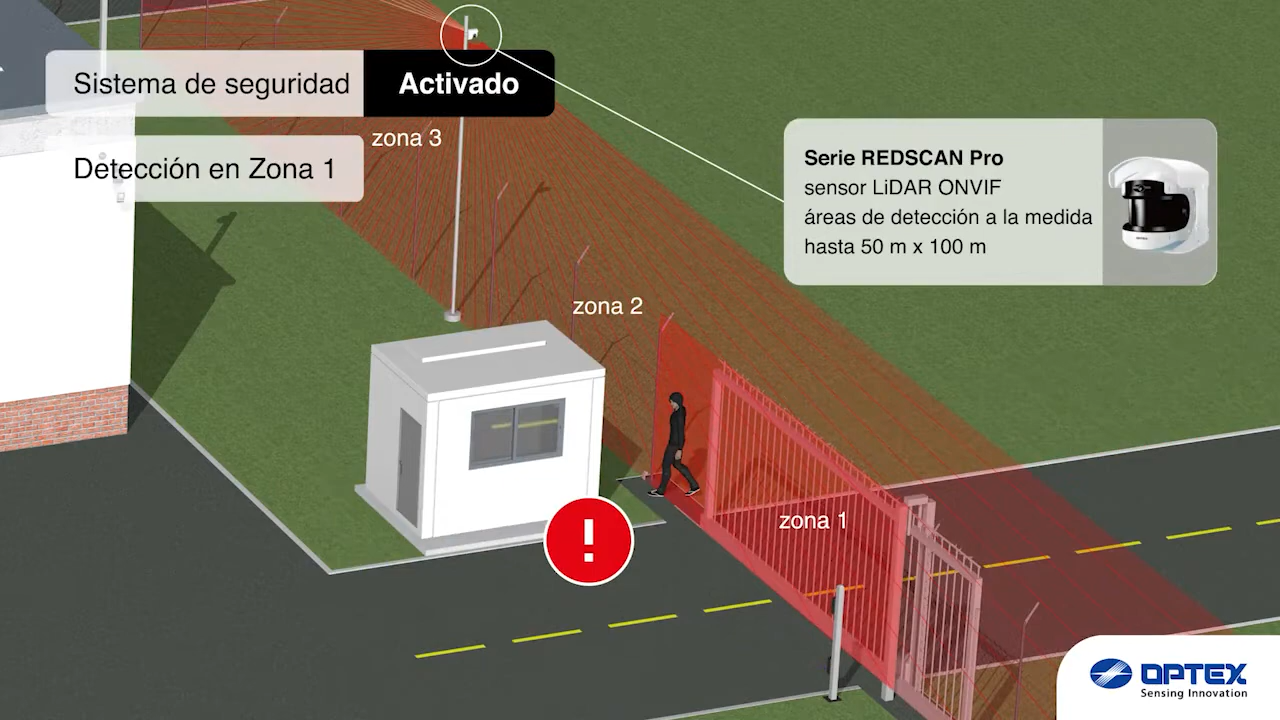 Sistema de seguridad
Activado
zona 3
Detección en Zona 1
Serie REDSCAN Pro
sensor LiDAR ONVIF
áreas de detección a la medida
hasta 50 m x 100 m
zona 2
zona 1
!
OPTEX
Sensing Innovation